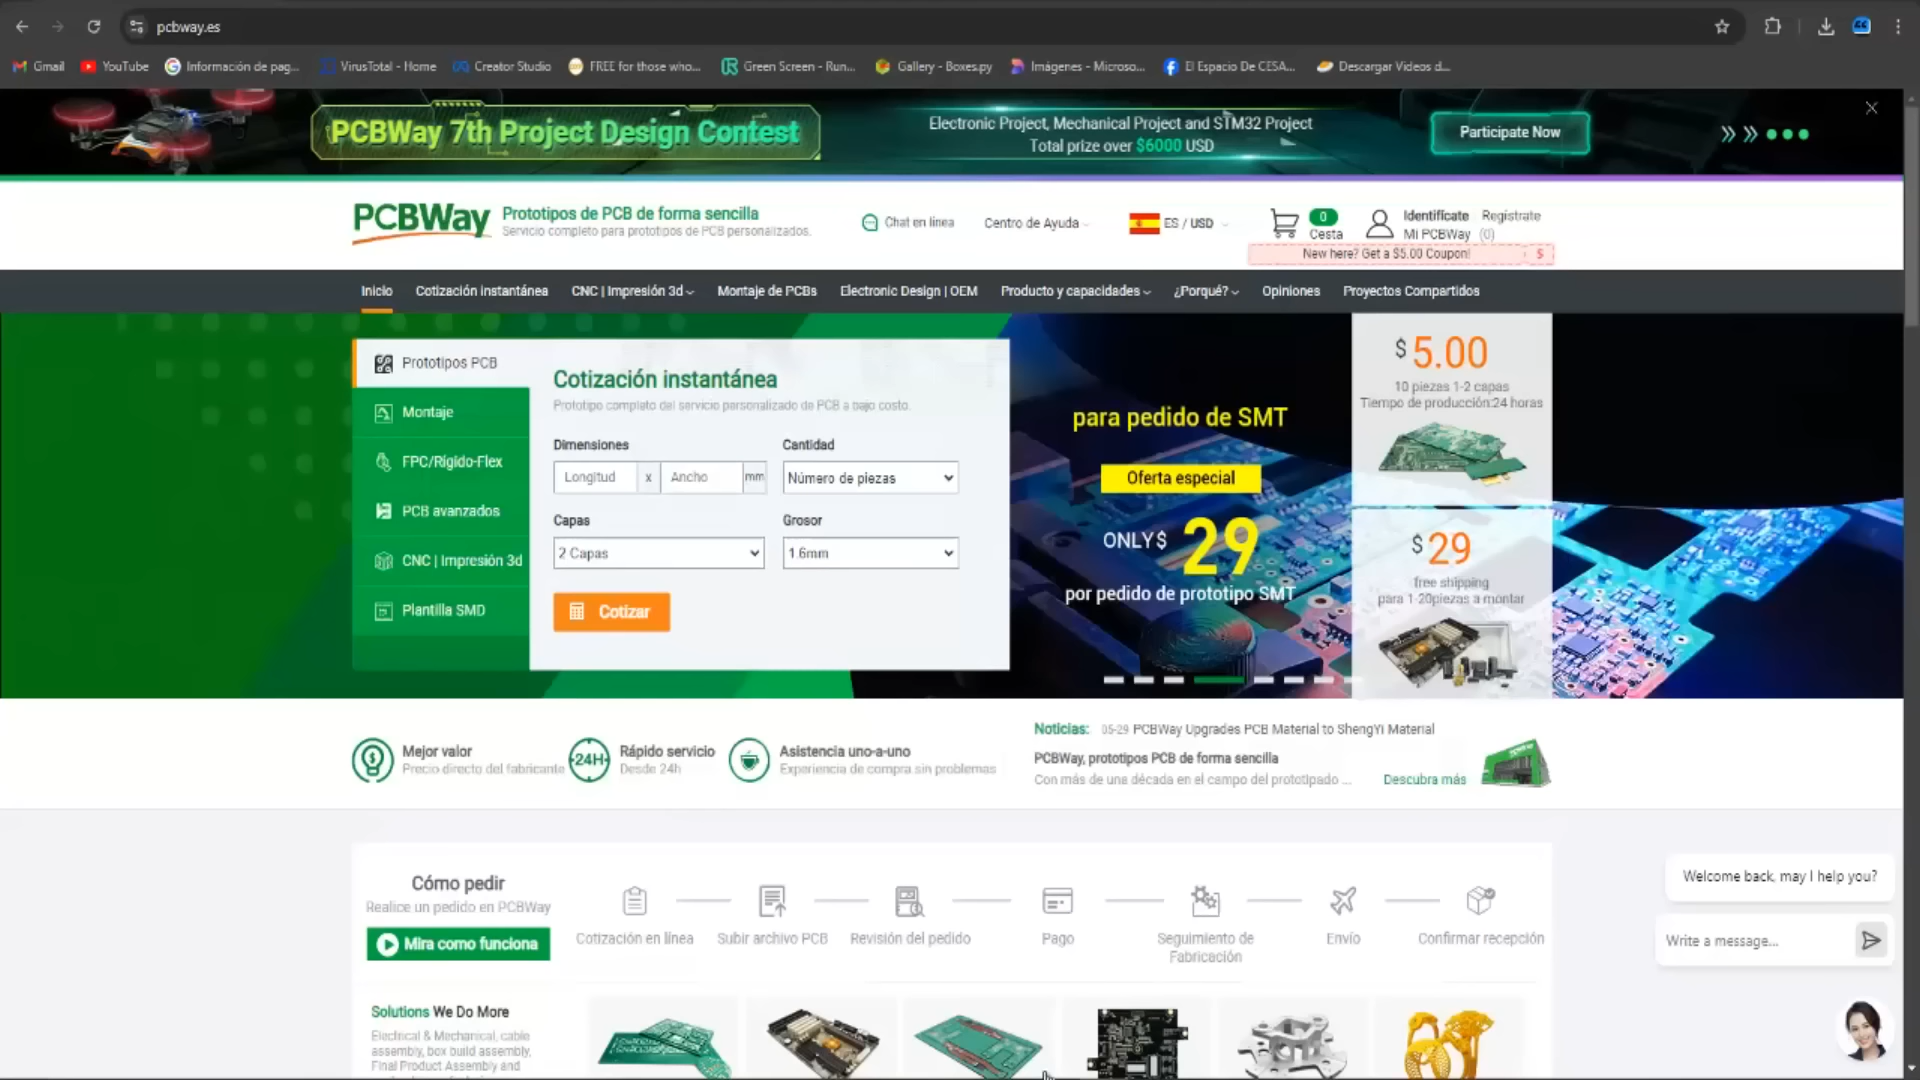 pcbway.es
Gmail
YouTube
Información de pag...
VirusTotal - Home
Creator Studio
FREE for those who...
Green Screen - Run...
Gallery - Boxes.py
Imágenes - Microso...
El Espacio De CESA...
Descargar Videos d...
PCBWay 7th Project Design Contest
Electronic Project, Mechanical Project and STM32 Project
Total prize over $6000 USD
Participate Now
PCBWay
Prototipos de PCB de forma sencilla
Servicio completo para prototipos de PCB personalizados.
Chat en línea
Centro de Ayuda
ES / USD
0
Cesta
Identifícate Regístrate
Mi PCBWay (0)
New here? Get a $5.00 Coupon!
$
Inicio
Cotización instantánea
CNC | Impresión 3d
Montaje de PCBs
Electronic Design | OEM
Producto y capacidades
¿Porqué?
Opiniones
Proyectos Compartidos
Prototipos PCB
Montaje
FPC/Rígido-Flex
PCB avanzados
CNC | Impresión 3d
Plantilla SMD
Cotización instantánea
Prototipo completo del servicio personalizado de PCB a bajo costo.
Dimensiones
Cantidad
Longitud x Ancho mm
Número de piezas
Capas
Grosor
2 Capas
1.6mm
Cotizar
para pedido de SMT
Oferta especial
ONLY$ 29
por pedido de prototipo SMT
$ 5.00
10 piezas 1-2 capas
Tiempo de producción:24 horas
$ 29
free shipping
para 1-20piezas a montar
Mejor valor
Precio directo del fabricante
24H
Rápido servicio
Desde 24h
Asistencia uno-a-uno
Experiencia de compra sin problemas
Noticias: 05-29 PCBWay Upgrades PCB Material to ShengYi Material
PCBWay, prototipos PCB de forma sencilla
Con más de una década en el campo del prototipado ...
Descubra más
Cómo pedir
Realice un pedido en PCBWay
Mira como funciona
Cotización en línea
Subir archivo PCB
Revisión del pedido
Pago
Seguimiento de
Fabricación
Envío
Confirmar recepción
Welcome back, may I help you?
Write a message...
Solutions We Do More
Electrical & Mechanical, cable
assembly, box build assembly,
Final Product Assembly and